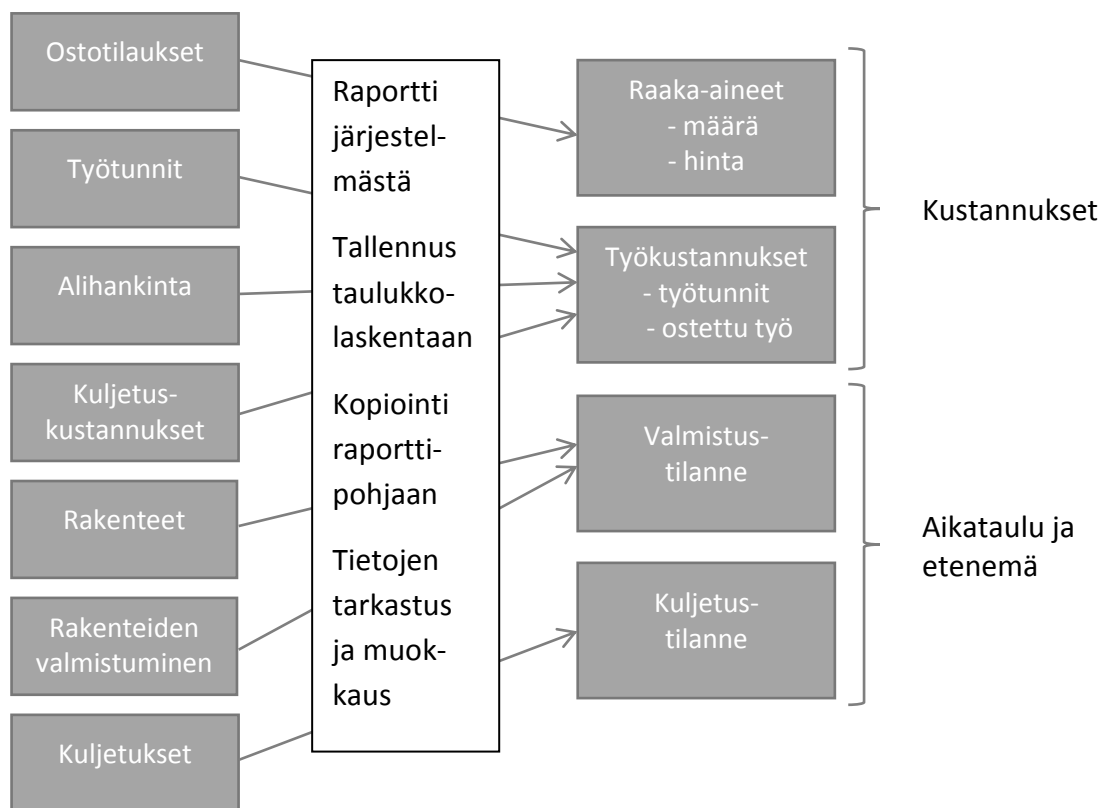 Ostotilaukset
Työtunnit
Alihankinta
Kuljetus-
kustannukset
Rakenteet
Rakenteiden
valmistuminen
Kuljetukset
Raportti
järjestel-
mästä
Tallennus
taulukko-
laskentaan
Kopiointi
raportti-
pohjaan
Tietojen
tarkastus
ja muok-
kaus
Raaka-aineet
- määrä
- hinta
Työkustannukset
- työtunnit
- ostettu työ
Valmistus-
tilanne
Kuljetus-
tilanne
Kustannukset
Aikataulu ja
etenemä